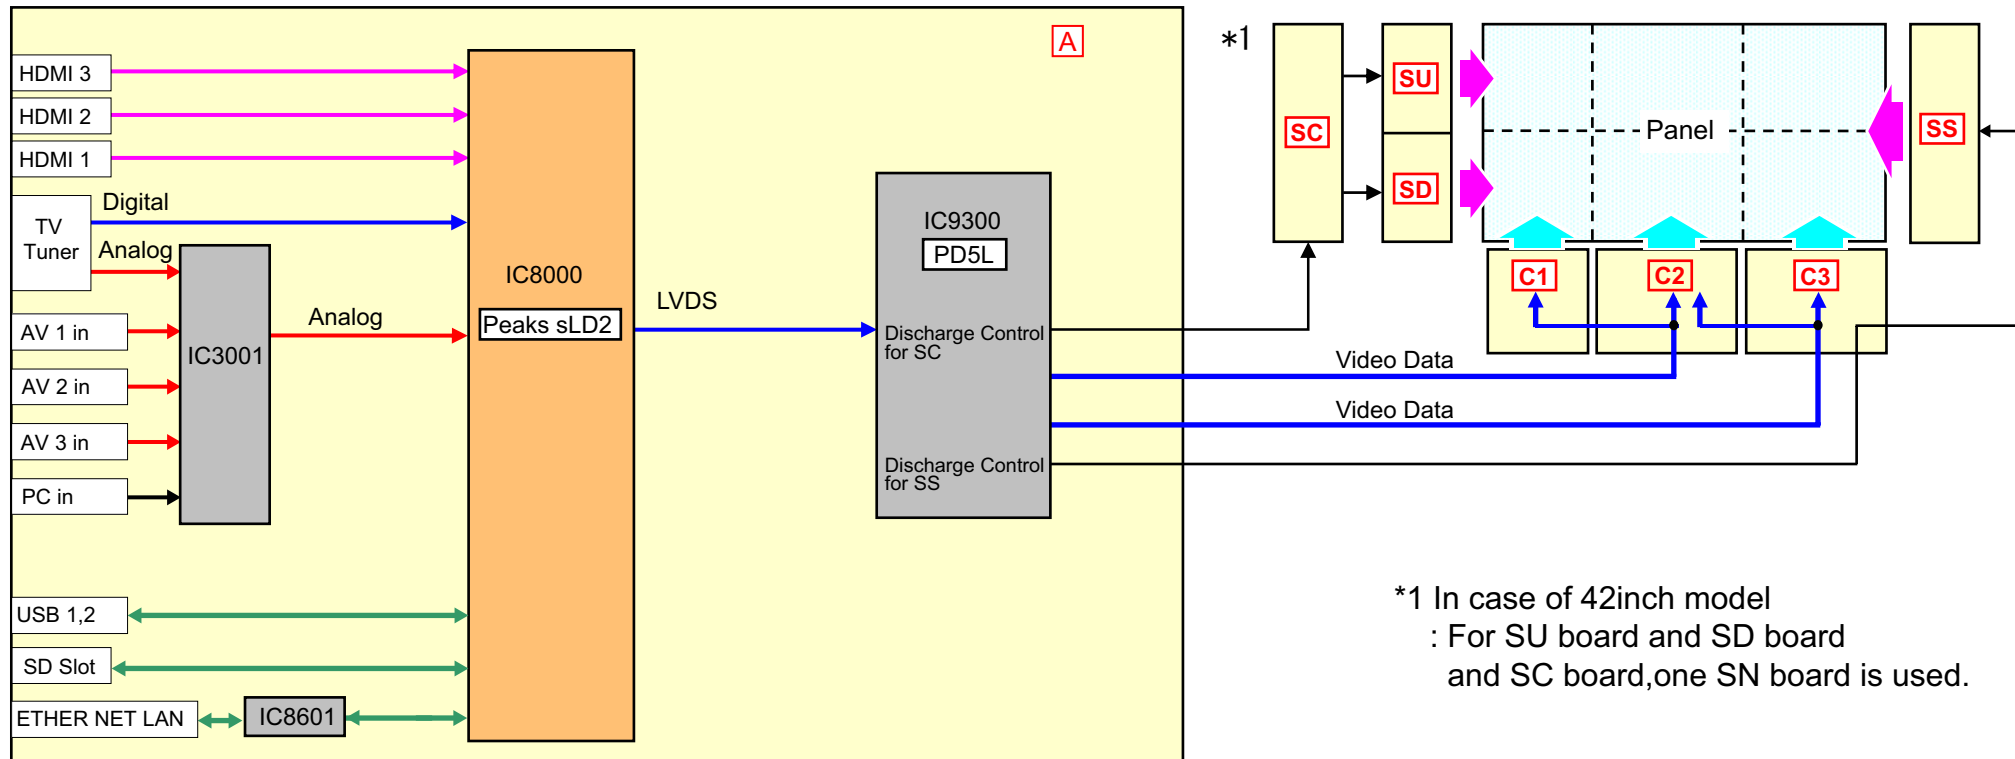 A
*1
HDMI 3
HDMI 2
HDMI 1
TV
Tuner
Digital
Analog
AV 1 in
AV 2 in
AV 3 in
PC in
IC3001
Analog
USB 1,2
SD Slot
ETHER NET LAN
IC8601
IC8000
Peaks sLD2
LVDS
IC9300
PD5L
Discharge Control
for SC
Discharge Control
for SS
Video Data
Video Data
SC
SU
SD
Panel
SS
C1
C2
C3
*1 In case of 42inch model
: For SU board and SD board
and SC board,one SN board is used.